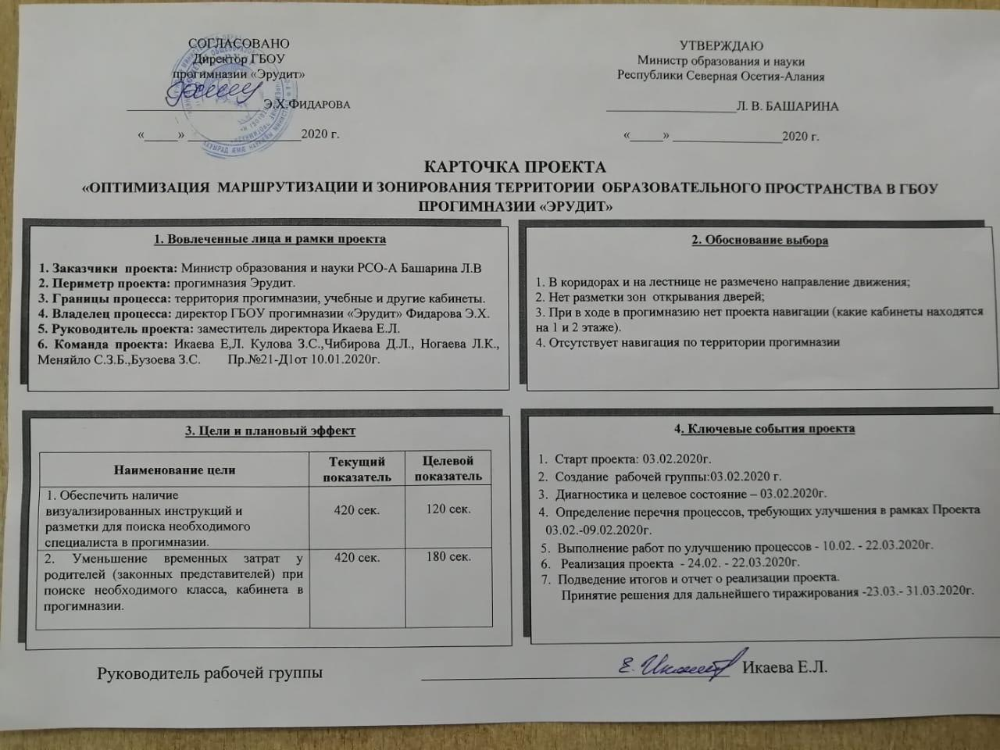 СОГЛАСОВАНО
Директор ГБОУ
прогимназии «Эрудит»
Э.Х.ФИДАРОВА
«_____» _________________2020 г.
УТВЕРЖДАЮ
Министр образования и науки
Республики Северная Осетия-Алания
Л. В. БАШАРИНА
«_____» _________________2020 г.
КАРТОЧКА ПРОЕКТА
«ОПТИМИЗАЦИЯ МАРШРУТИЗАЦИИ И ЗОНИРОВАНИЯ ТЕРРИТОРИИ ОБРАЗОВАТЕЛЬНОГО ПРОСТРАНСТВА В ГБОУ
ПРОГИМНАЗИИ «ЭРУДИТ»
1. Вовлеченные лица и рамки проекта
1. Заказчики проекта: Министр образования и науки РСО-А Башарина Л.В
2. Периметр проекта: прогимназия Эрудит.
3. Границы процесса: территория прогимназии, учебные и другие кабинеты.
4. Владелец процесса: директор ГБОУ прогимназии «Эрудит» Фидарова Э.Х.
5. Руководитель проекта: заместитель директора Икаева Е.Л.
6. Команда проекта: Икаева Е,Л. Кулова З.С.,Чибирова Д.Л., Ногаева Л.К.,
Меняйло С.З.Б.,Бузоева З.С. Пр.№21-Д1от 10.01.2020г.
2. Обоснование выбора
1. В коридорах и на лестнице не размечено направление движения;
2. Нет разметки зон открывания дверей;
3. При в ходе в прогимназию нет проекта навигации (какие кабинеты находятся
на 1 и 2 этаже).
4. Отсутствует навигация по территории прогимназии
3. Цели и плановый эффект
Наименование цели
Текущий
показатель
Целевой
показатель
1. Обеспечить наличие
визуализированных инструкций и
разметки для поиска необходимого
специалиста в прогимназии.
420 сек.
120 сек.
2. Уменьшение временных затрат у
родителей (законных представителей) при
поиске необходимого класса, кабинета в
прогимназии.
420 сек.
180 сек.
4. Ключевые события проекта
1. Старт проекта: 03.02.2020г.
2. Создание рабочей группы:03.02.2020 г.
3. Диагностика и целевое состояние – 03.02.2020г.
4. Определение перечня процессов, требующих улучшения в рамках Проекта
03.02.-09.02.2020г.
5. Выполнение работ по улучшению процессов - 10.02. - 22.03.2020г.
6. Реализация проекта - 24.02. - 22.03.2020г.
7. Подведение итогов и отчет о реализации проекта.
Принятие решения для дальнейшего тиражирования -23.03.- 31.03.2020г.
Руководитель рабочей группы
Икаева Е.Л.